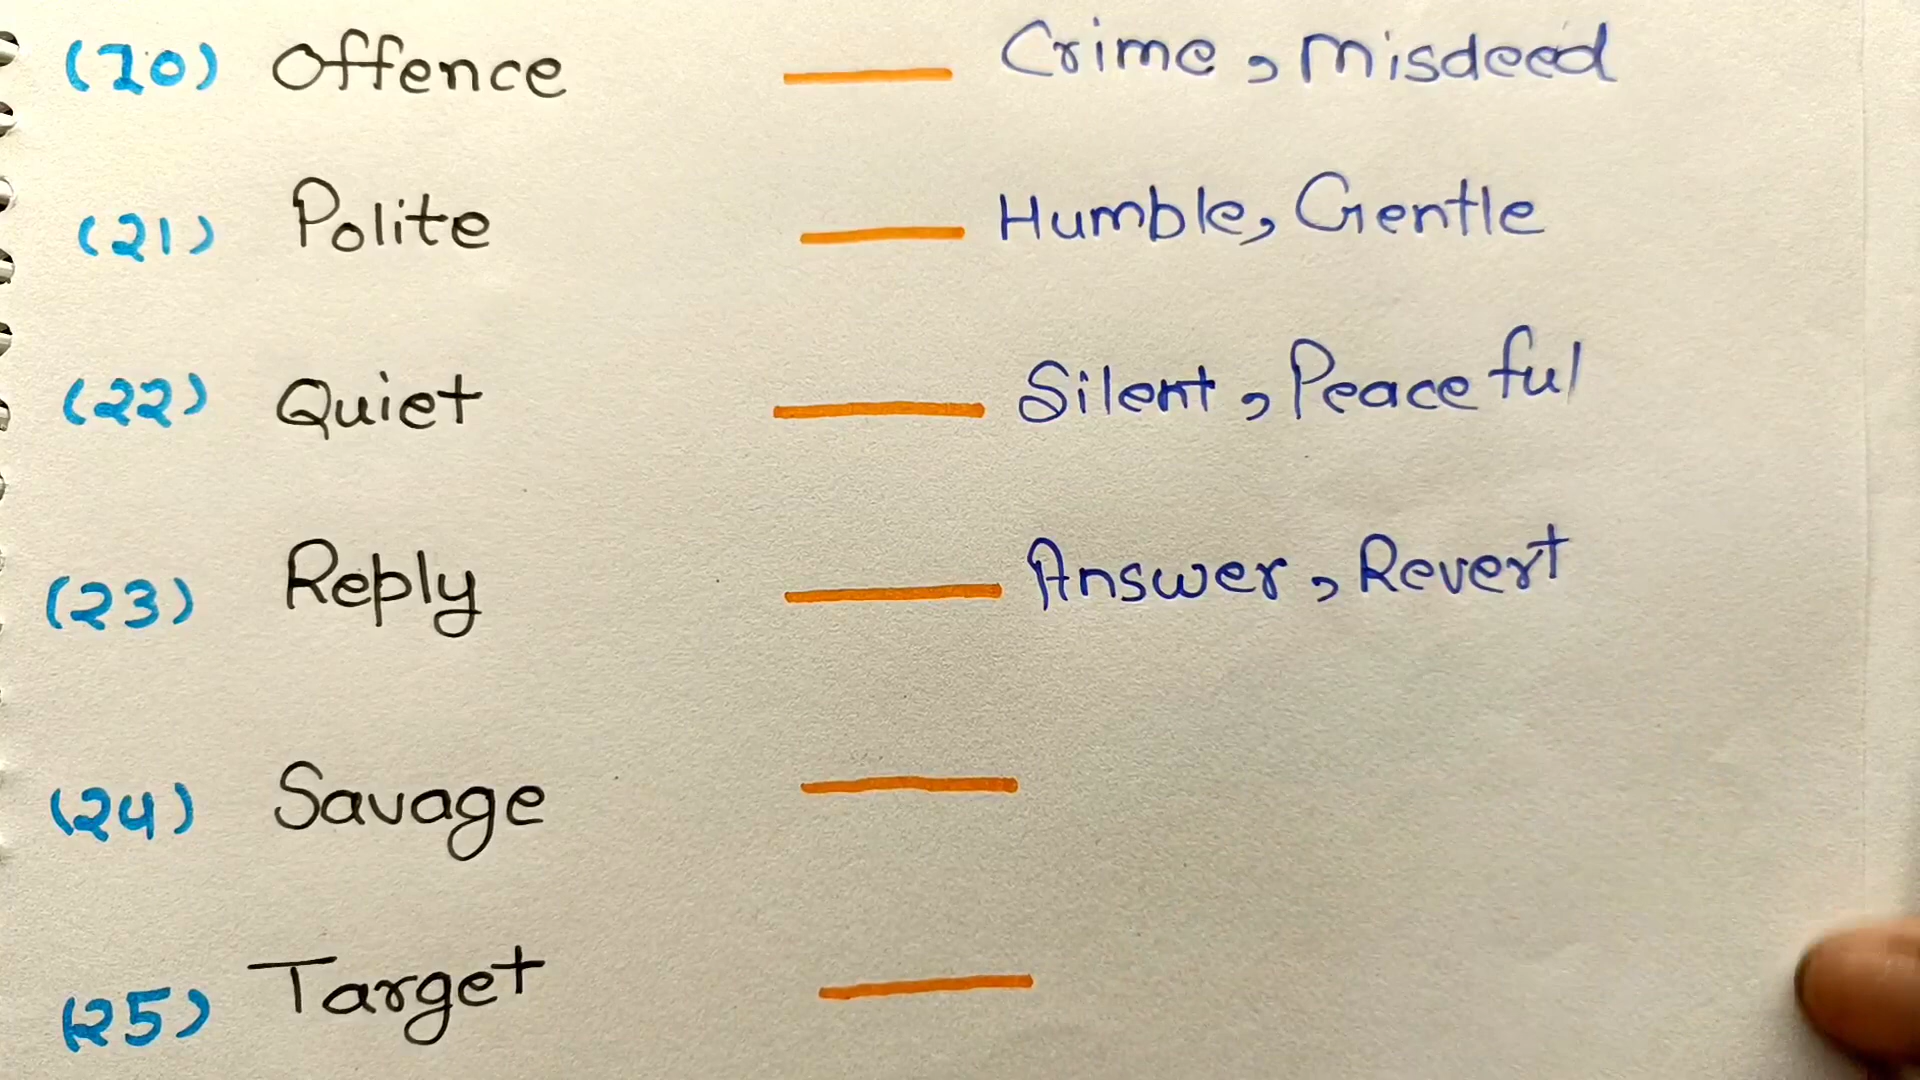 (20) Offence — Crime, Misdeed
(21) Polite — Humble, Gentle
(22) Quiet — Silent, Peaceful
(23) Reply — Answer, Revert
(24) Savage —
(25) Target —